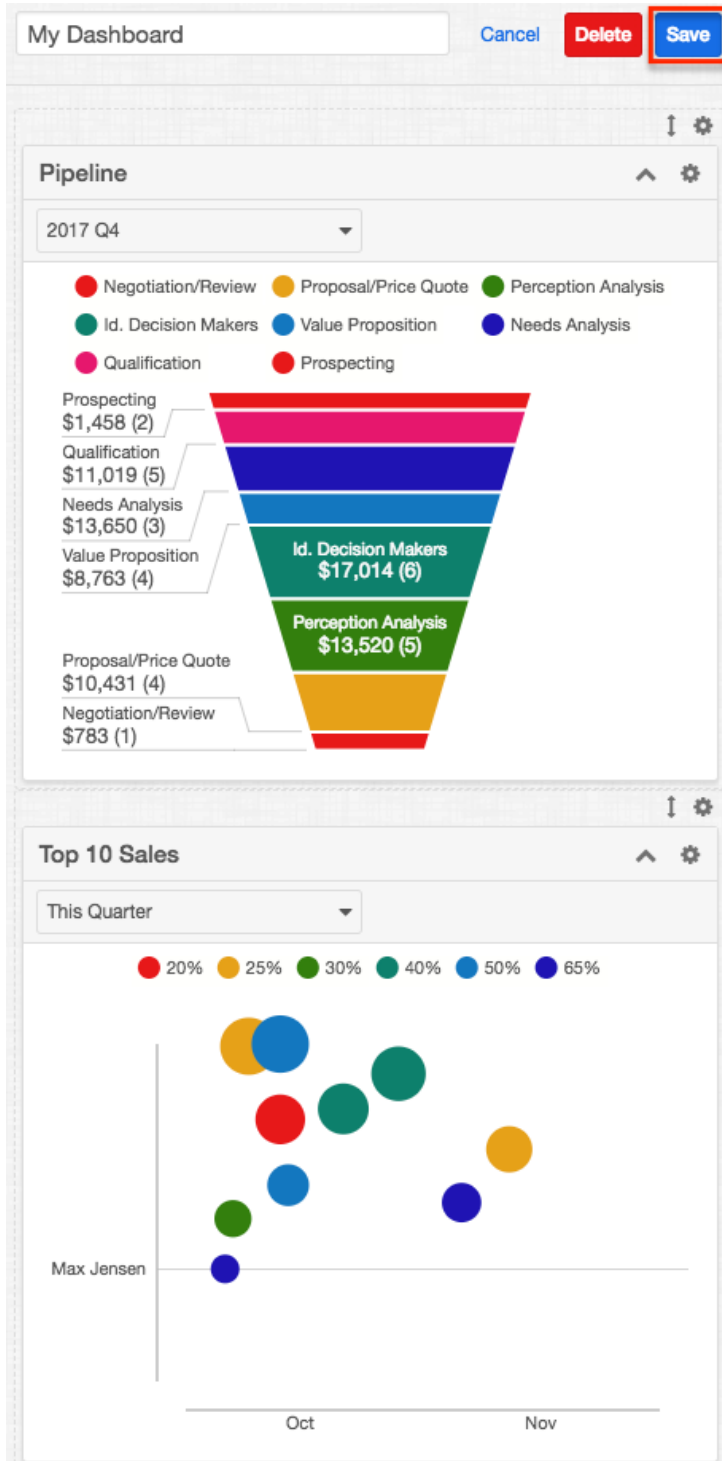 My Dashboard Cancel Delete Save
Pipeline
2017 Q4
Negotiation/Review Proposal/Price Quote Perception Analysis
Id. Decision Makers Value Proposition Needs Analysis
Qualification Prospecting
Prospecting
$1,458 (2)
Qualification
$11,019 (5)
Needs Analysis
$13,650 (3)
Value Proposition
$8,763 (4)
Id. Decision Makers
$17,014 (6)
Perception Analysis
$13,520 (5)
Proposal/Price Quote
$10,431 (4)
Negotiation/Review
$783 (1)
Top 10 Sales
This Quarter
20% 25% 30% 40% 50% 65%
Max Jensen
Oct Nov